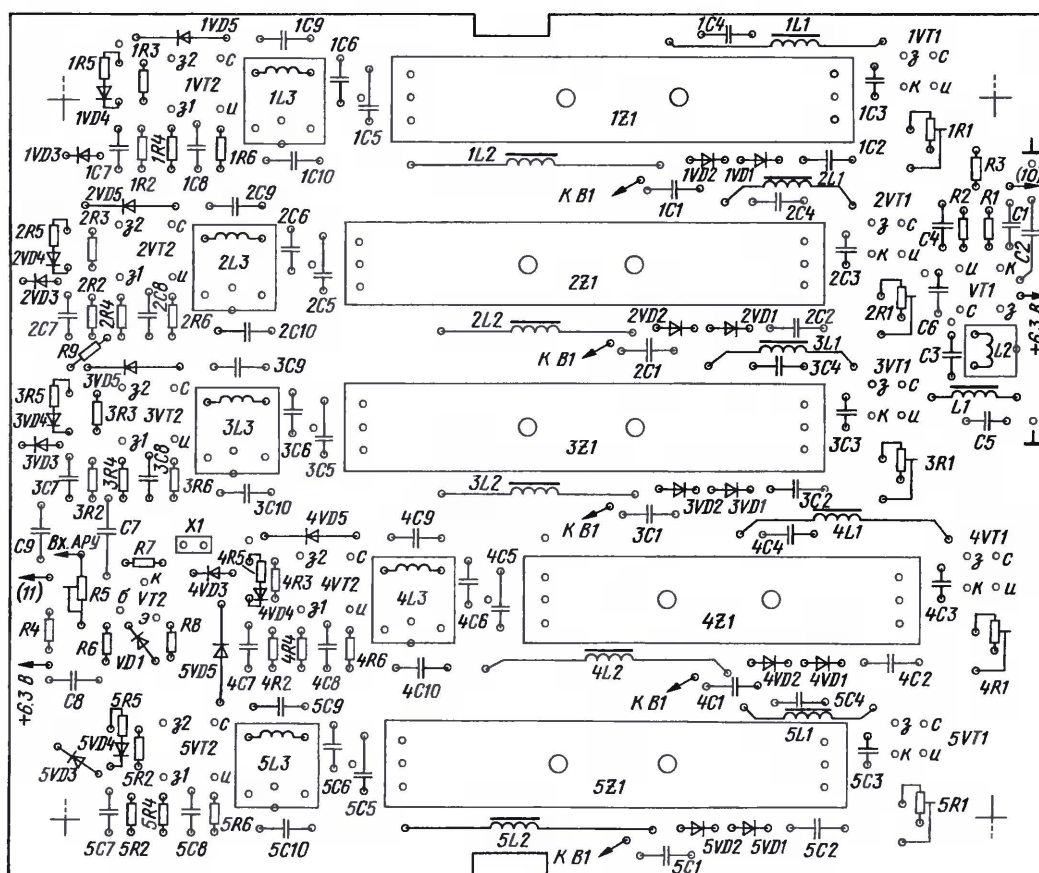 1VD5 1C9 1C4 1L1
1R5 1R3 з2 с 1C6 1VT1
1VT2 з с
1VD4 з1 и 1L3 1C5 1Z1 1C3 к и
1VD3 1R1
1C7 1R2 1R4 1C8 1R6 1C10 1L2 1VD2 1VD1 1C2 R3 (10)
К В1 1C1 2L1
2VD5 2C9 2C4 2VT1 R2 R1 C1
2R5 2R3 з2 с 2C6 з с C4 C2
2VD4 2VT2 2L3 2C3 к и и к
2VD3 з1 и 2C5 2Z1 VT1
2R2 2C8 с з
2C7 2R4 2R6 2C10 2L2 2VD2 2VD1 2C2 2R1 C6 +6,3 В
R9 3C9 К В1 2C1 3L1 C3 L2
3VD5 3C4 3VT1
3R5 з2 с з с
3VD4 3R3 3VT2 3L3 3C6 3Z1 3C3 к и L1
3VD3 з1 и 3C5 C5
3C7 3R4 3C8 3R6 3R1
3R2 3C10 3L2 3VD2 3VD1 3C2
C9 C7 X1 4VD5 4C9 К В1 3C1 4L1
Вх. АРУ R7 4R5 з2 с 4C5 4C4 4VT1
(11) к 4VD3 4R3 4VT2 з с
R5 б VT2 4VD4 з1 и 4L3 4C6 4Z1 4C3 к и
R4 э R8
R6 VD1 5VD5 4C7 4R2 4R4 4C8 4R6 4C10 4L2 4VD2 4VD1 4C2 4R1
+6,3 В C8 К В1 4C1 5C4
5R5 з2 с 5C9 5L1 з с
5VD4 5VT2 5L3 5C6 к и 5VT1
5VD3 5R2 з1 и 5C5 5Z1 5C3
5R4 5R6 5R1
5C7 5R2 5C8 5C10 5L2 К В1 5C1 5VD2 5VD1 5C2